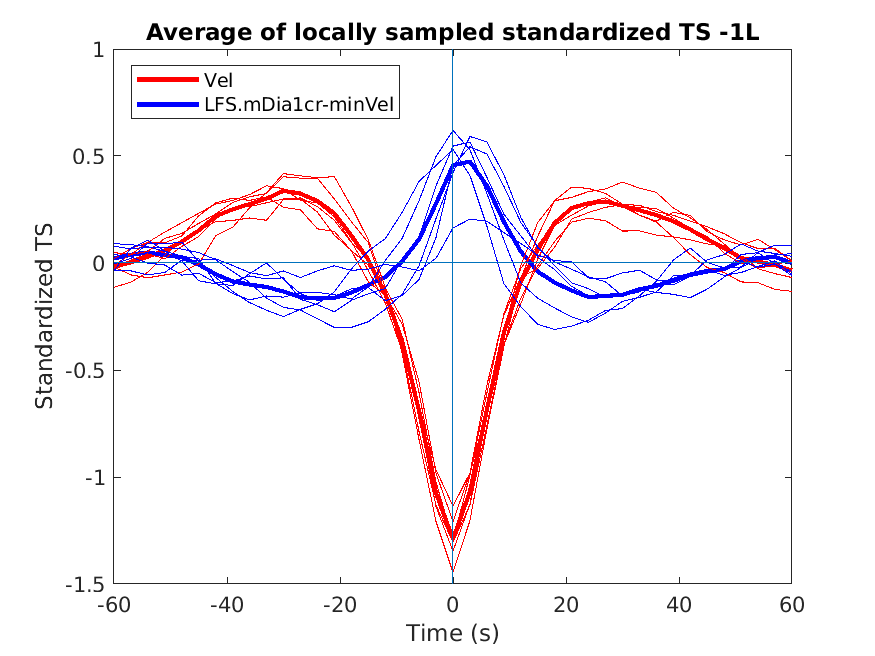 Average of locally sampled standardized TS -1L
Vel
LFS.mDia1cr-minVel
1
0.5
0
-0.5
-1
-1.5
Standardized TS
-60
-40
-20
0
20
40
60
Time (s)